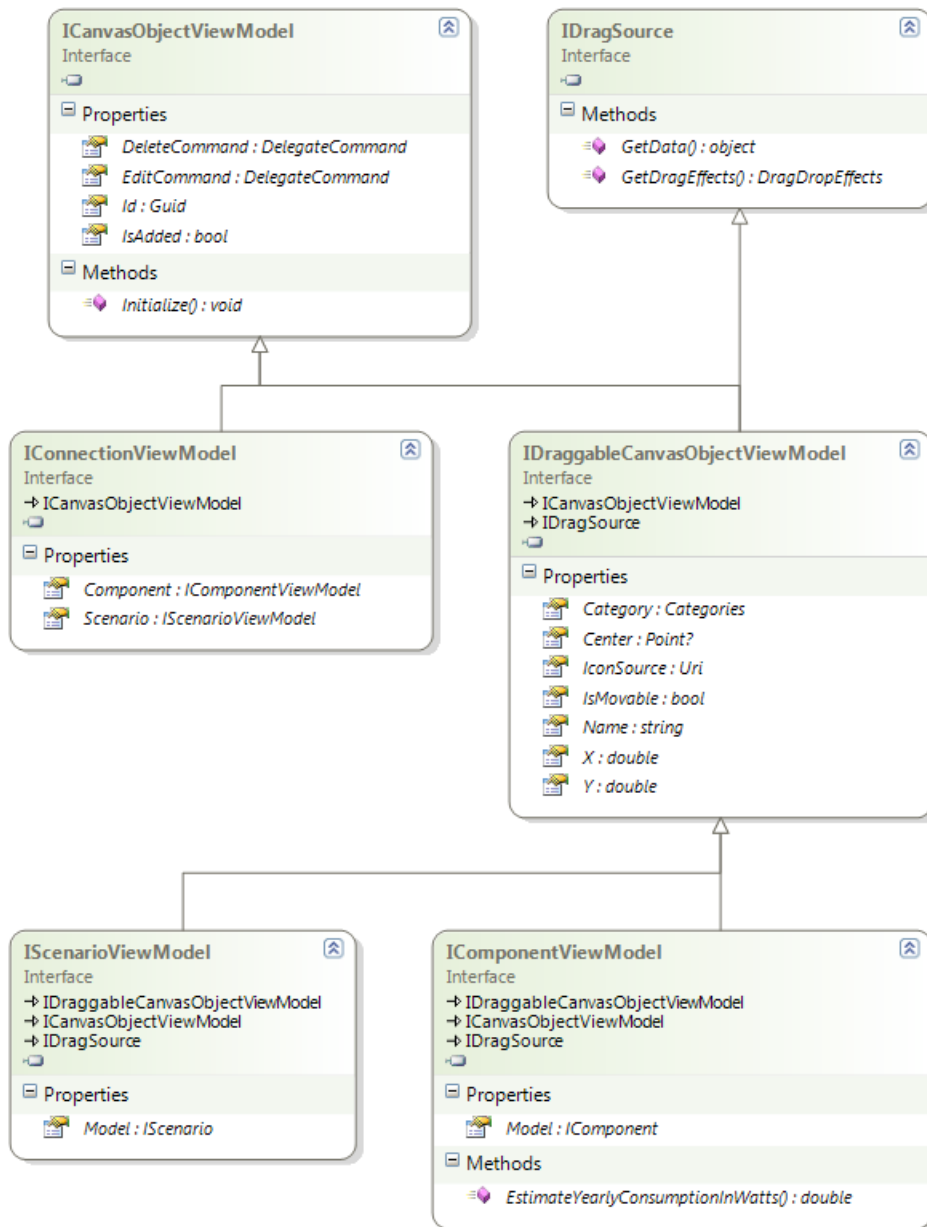 ICanvasObjectViewModel
Interface
Properties
DeleteCommand : DelegateCommand
EditCommand : DelegateCommand
Id : Guid
IsAdded : bool
Methods
Initialize() : void
IDragSource
Interface
Methods
GetData() : object
GetDragEffects() : DragDropEffects
IConnectionViewModel
Interface
ICanvasObjectViewModel
Properties
Component : IComponentViewModel
Scenario : IScenarioViewModel
IDraggableCanvasObjectViewModel
Interface
ICanvasObjectViewModel
IDragSource
Properties
Category : Categories
Center : Point?
IconSource : Uri
IsMovable : bool
Name : string
X : double
Y : double
IScenarioViewModel
Interface
IDraggableCanvasObjectViewModel
ICanvasObjectViewModel
IDragSource
Properties
Model : IScenario
IComponentViewModel
Interface
IDraggableCanvasObjectViewModel
ICanvasObjectViewModel
IDragSource
Properties
Model : IComponent
Methods
EstimateYearlyConsumptionInWatts() : double